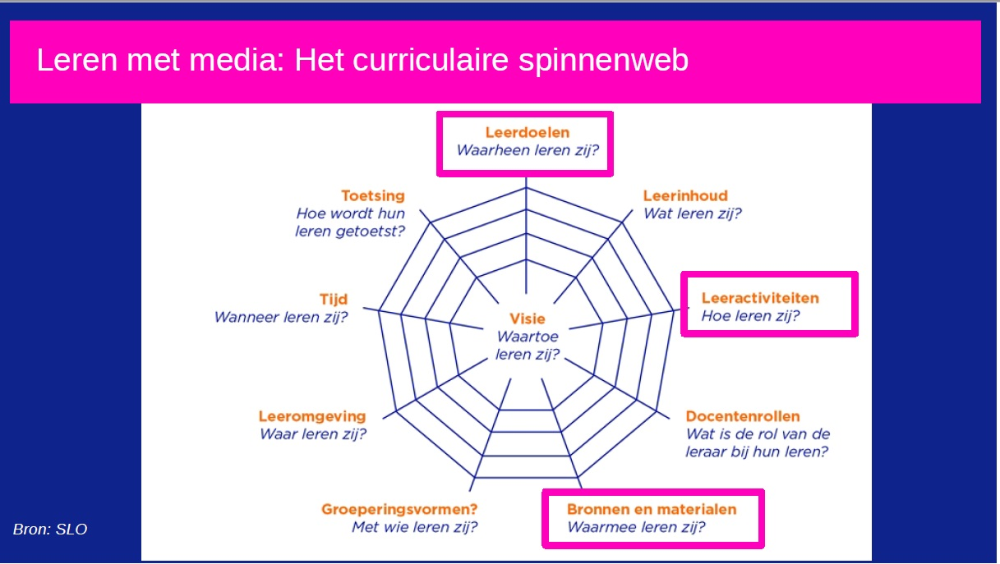 Leren met media: Het curriculaire spinnenweb
Leerdoelen
Waarheen leren zij?
Toetsing
Hoe wordt hun
leren getoetst?
Leerinhoud
Wat leren zij?
Tijd
Wanneer leren zij?
Leeractiviteiten
Hoe leren zij?
Visie
Waartoe
leren zij?
Leeromgeving
Waar leren zij?
Docentenrollen
Wat is de rol van de
leraar bij hun leren?
Groeperingsvormen?
Met wie leren zij?
Bronnen en materialen
Waarmee leren zij?
Bron: SLO